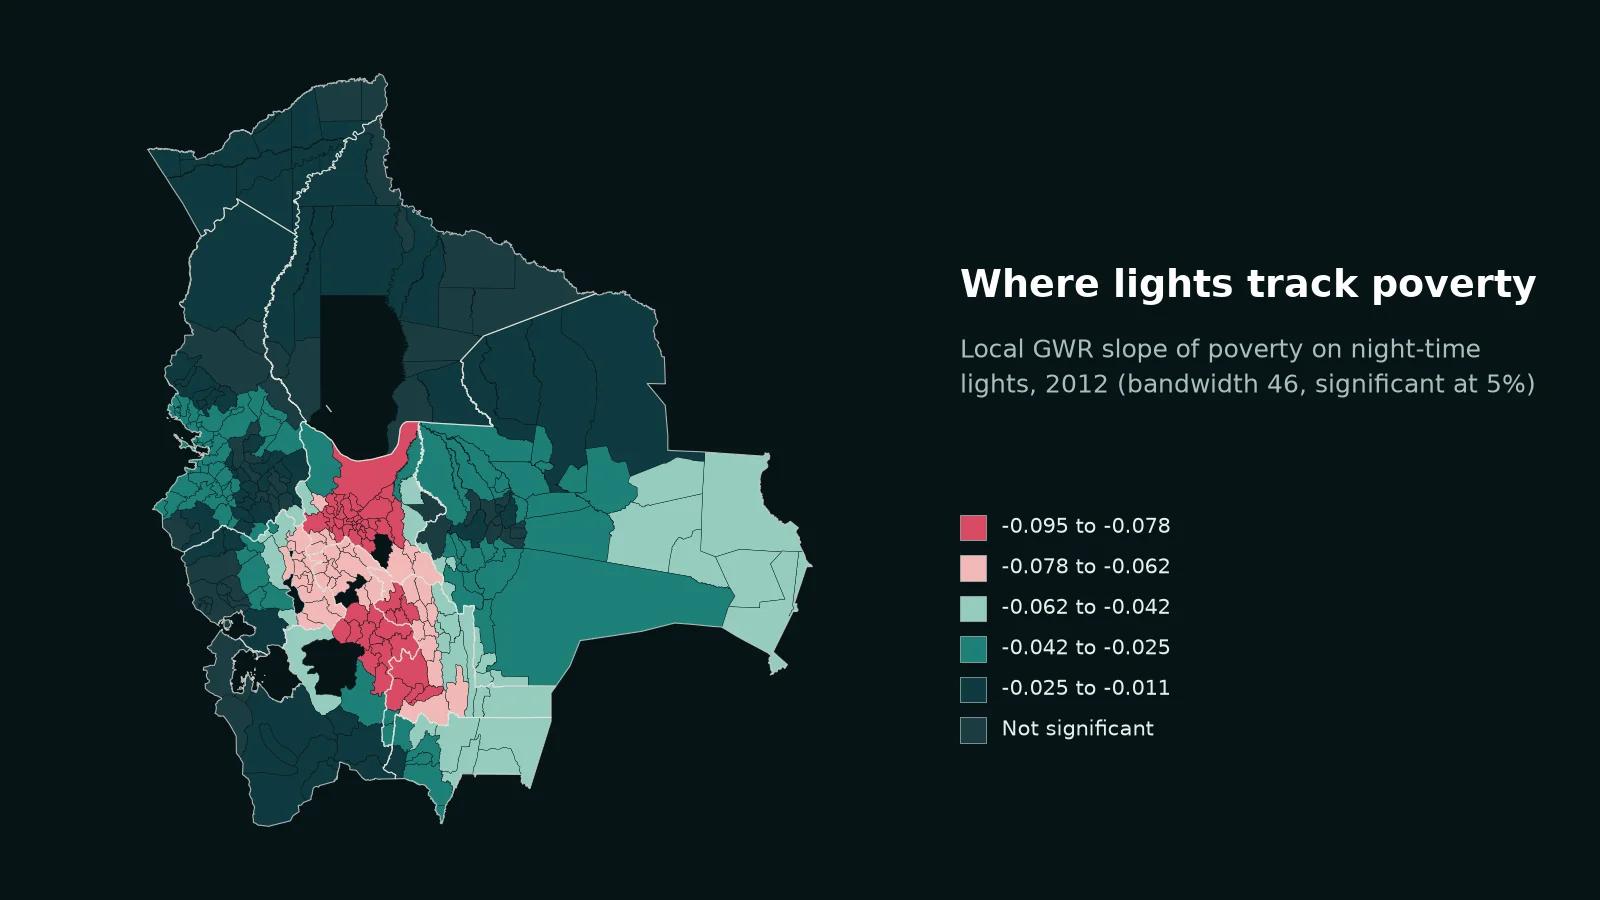 Where lights track poverty
Local GWR slope of poverty on night-time
lights, 2012 (bandwidth 46, significant at 5%)
-0.095 to -0.078
-0.078 to -0.062
-0.062 to -0.042
-0.042 to -0.025
-0.025 to -0.011
Not significant